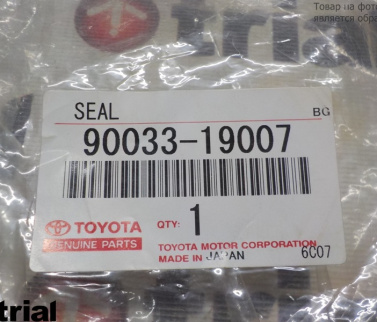 Товар на фото
является обра
trial
SEAL
BG
90033-19007
TOYOTA
GENUINE PARTS
QTY: 1
TOYOTA MOTOR CORPORATION
MADE IN JAPAN 6C07
trial